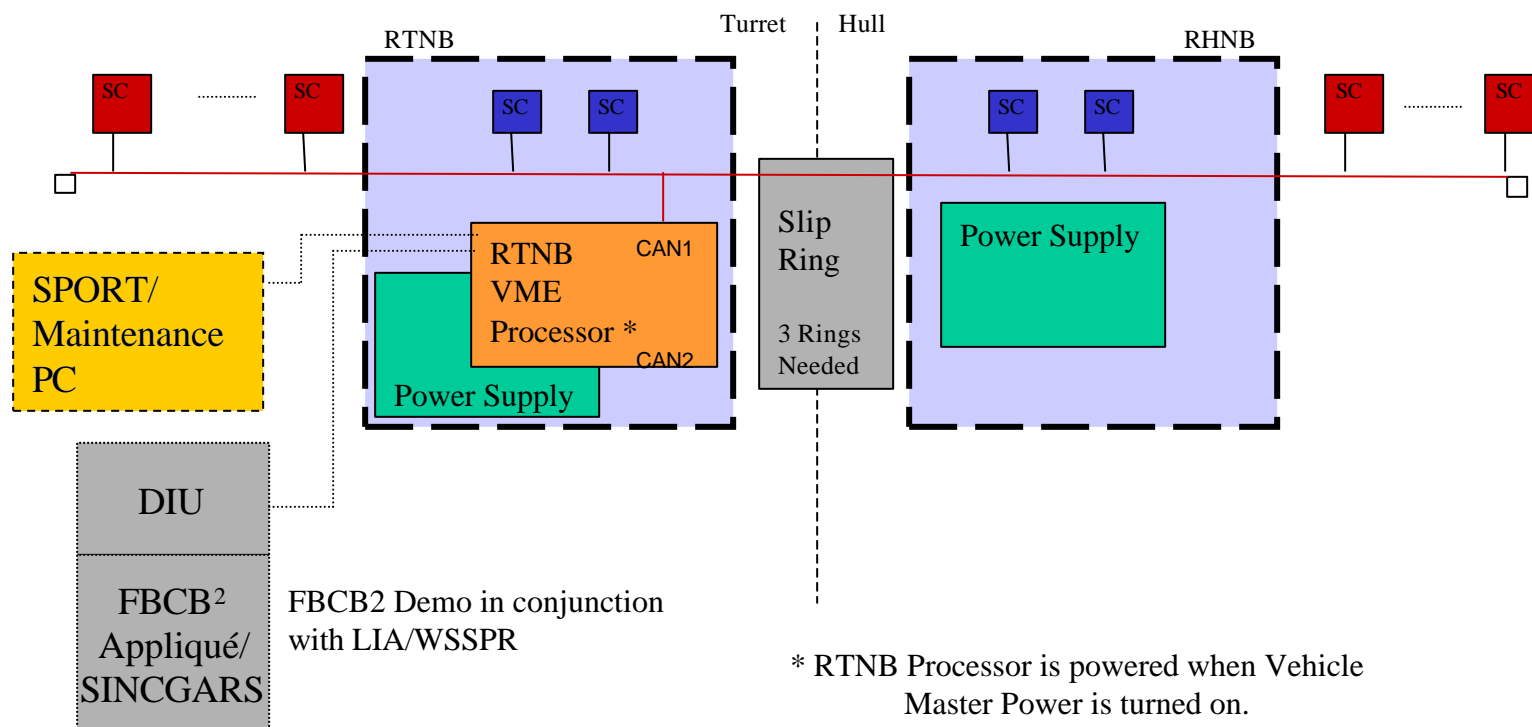 Turret
Hull
RTNB
RHNB
SC
SC
SC
SC
SC
SC
SC
SC
RTNB
VME
Processor *
CAN1
CAN2
Power Supply
Slip
Ring
3 Rings
Needed
Power Supply
SPORT/
Maintenance
PC
DIU
FBCB²
Appliqué/
SINCGARS
FBCB2 Demo in conjunction
with LIA/WSSPR
* RTNB Processor is powered when Vehicle
Master Power is turned on.